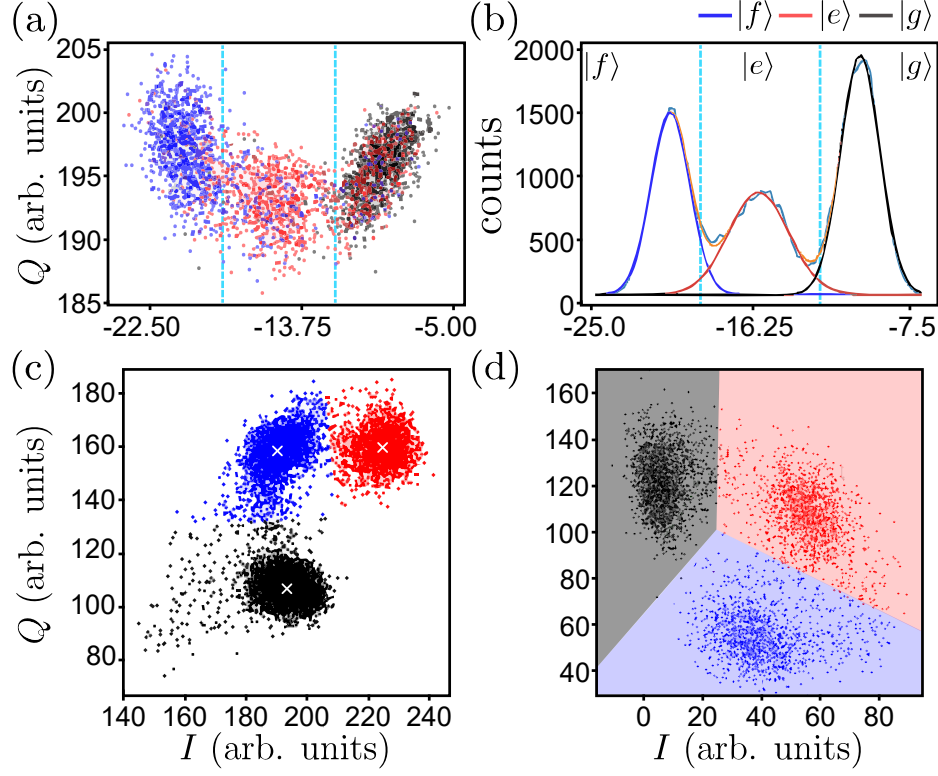 (a)
(b)
|f⟩ |e⟩ |g⟩
205
200
195
190
185
Q (arb. units)
-22.50 -13.75 -5.00
2000
1500
1000
500
0
counts
|f⟩ |e⟩ |g⟩
-25.0 -16.25 -7.5
(c)
180
160
140
120
100
80
Q (arb. units)
140 160 180 200 220 240
I (arb. units)
(d)
160
140
120
100
80
60
40
0 20 40 60 80
I (arb. units)